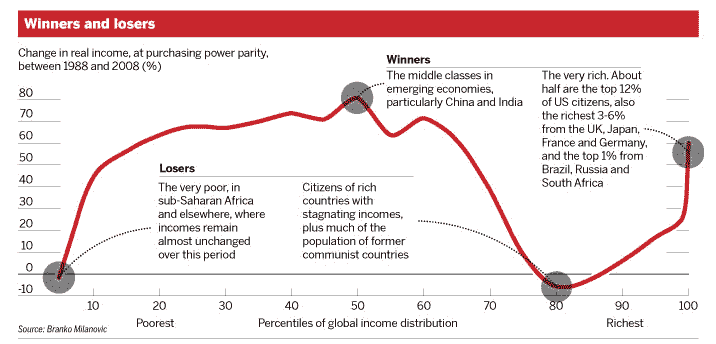 Winners and losers
Change in real income, at purchasing power parity,
between 1988 and 2008 (%)
Winners
The middle classes in
emerging economies,
particularly China and India
The very rich. About
half are the top 12%
of US citizens, also
the richest 3-6%
from the UK, Japan,
France and Germany,
and the top 1% from
Brazil, Russia and
South Africa
80
70
60
50
40
30
20
10
0
-10
Losers
The very poor, in
sub-Saharan Africa
and elsewhere, where
incomes remain
almost unchanged
over this period
Citizens of rich
countries with
stagnating incomes,
plus much of the
population of former
communist countries
10 20 30 40 50 60 70 80 90 100
Poorest Percentiles of global income distribution Richest
Source: Branko Milanovic